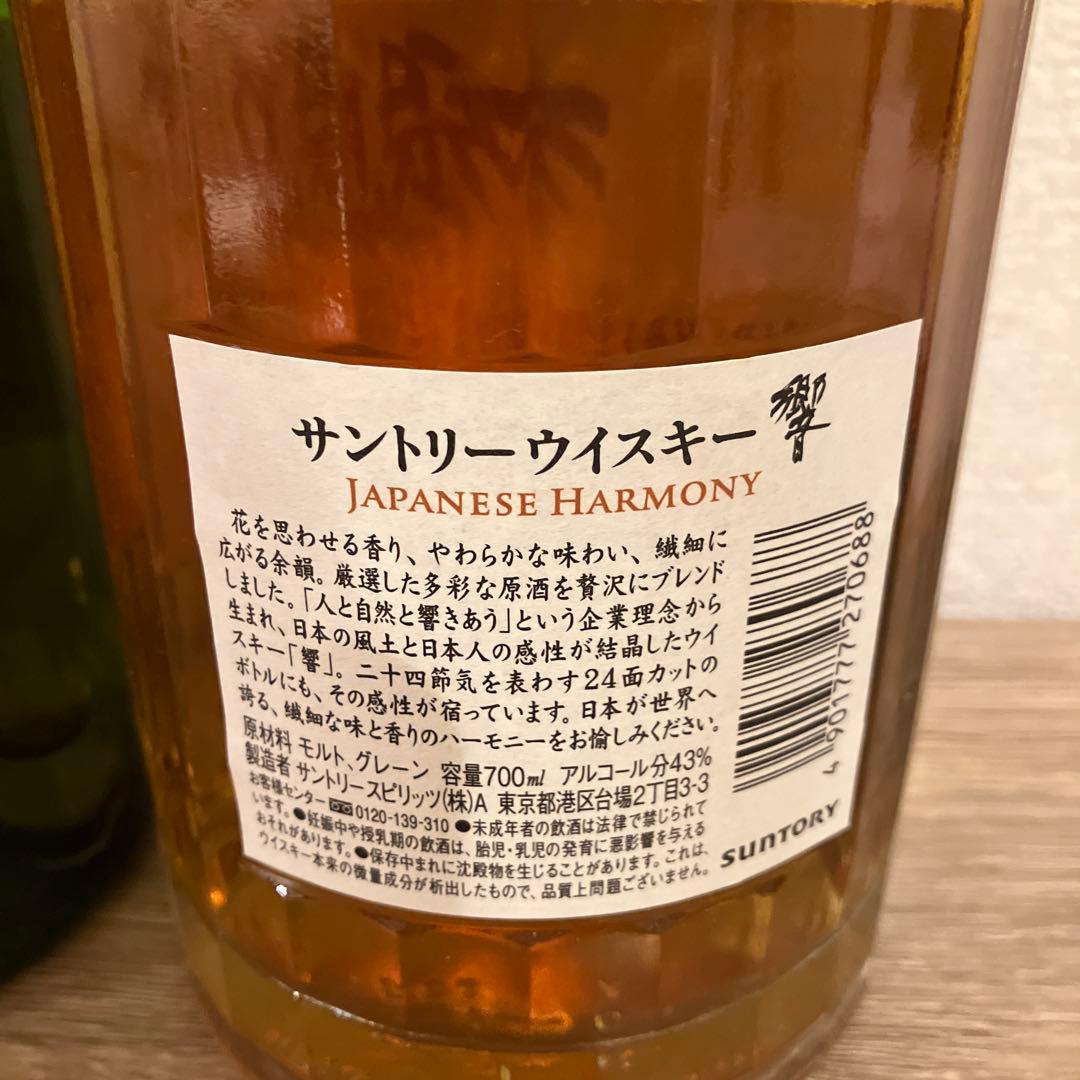 サントリーウイスキー 響
JAPANESE HARMONY
花を思わせる香り、やわらかな味わい、繊細に
広がる余韻。厳選した多彩な原酒を贅沢にブレンド
しました。「人と自然と響きあう」という企業理念から
生まれ、日本の風土と日本人の感性が結晶したウイ
スキー「響」。二十四節気を表わす24面カットの
ボトルにも、その感性が宿っています。日本が世界へ
誇る、繊細な味と香りのハーモニーをお愉しみください。
原材料 モルト、グレーン 容量700ml アルコール分43%
製造者 サントリースピリッツ(株)A 東京都港区台場2丁目3-3
お客様センター 0120-139-310 ●未成年者の飲酒は法律で禁じられて
います。●妊娠中や授乳期の飲酒は、胎児・乳児の発育に悪影響を与える
おそれがあります。●保存中まれに沈殿物を生じることがあります。これは、
ウイスキー本来の微量成分が析出したもので、品質上問題ございません。
SUNTORY
4 901777 270688